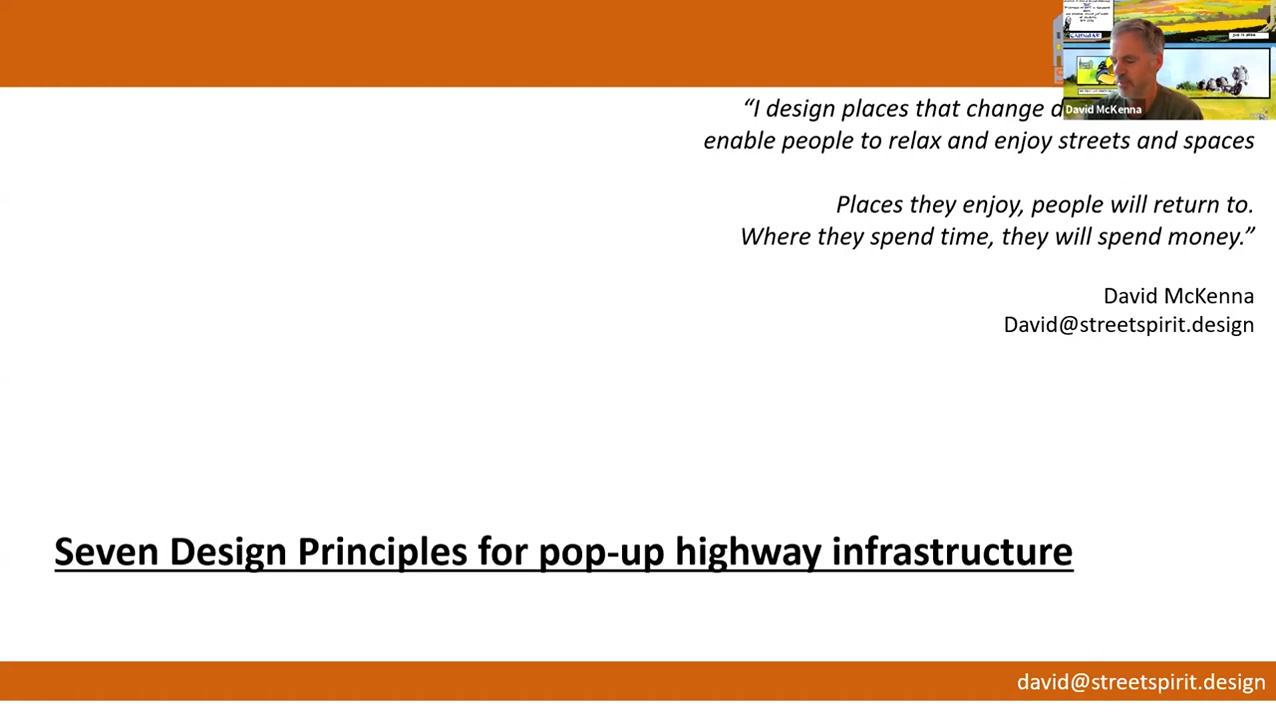 “I design places that change
enable people to relax and enjoy streets and spaces
Places they enjoy, people will return to.
Where they spend time, they will spend money.”
David McKenna
David@streetspirit.design
David McKenna
Seven Design Principles for pop-up highway infrastructure
david@streetspirit.design